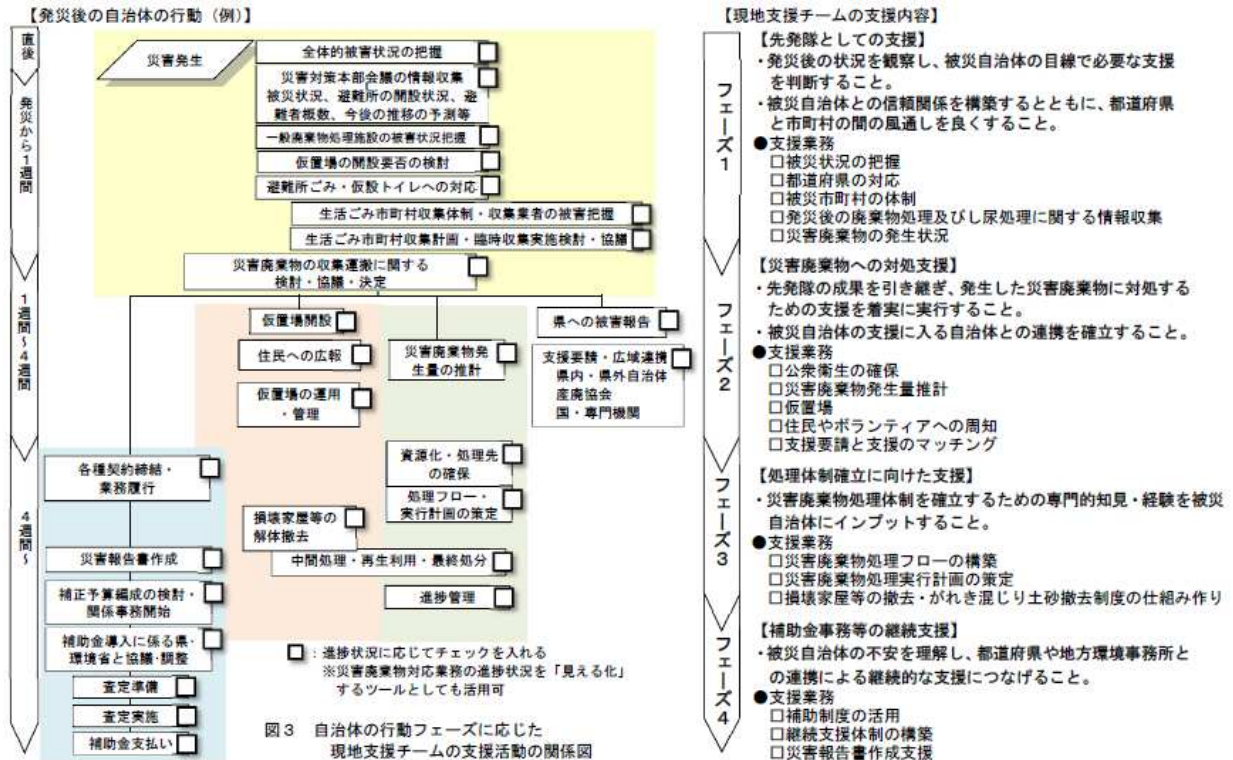 【発災後の自治体の行動（例）】
直後
発災から1週間
1週間～4週間
4週間～
災害発生
全体的被害状況の把握
災害対策本部会議の情報収集
被災状況、避難所の開設状況、避
難者概数、今後の推移の予測等
一般廃棄物処理施設の被害状況把握
仮置場の開設要否の検討
避難所ごみ・仮設トイレへの対応
生活ごみ市町村収集体制・収集業者の被害把握
生活ごみ市町村収集計画・臨時収集実施検討・協議
災害廃棄物の収集運搬に関する
検討・協議・決定
仮置場開設
住民への広報
仮置場の運用
・管理
災害廃棄物発
生量の推計
県への被害報告
支援要請・広域連携
県内・県外自治体
産廃協会
国・専門機関
各種契約締結・
業務履行
資源化・処理先
の確保
処理フロー・
実行計画の策定
損壊家屋等の
解体撤去
中間処理・再生利用・最終処分
進捗管理
災害報告書作成
補正予算編成の検討・
関係事務開始
補助金導入に係る県・
環境省と協議・調整
査定準備
査定実施
補助金支払い
□：進捗状況に応じてチェックを入れる
※災害廃棄物対応業務の進捗状況を「見える化」
するツールとしても活用可
図3 自治体の行動フェーズに応じた
現地支援チームの支援活動の関係図
【現地支援チームの支援内容】
フェーズ1
【先発隊としての支援】
・発災後の状況を観察し、被災自治体の目線で必要な支援
を判断すること。
・被災自治体との信頼関係を構築するとともに、都道府県
と市町村の間の風通しを良くすること。
●支援業務
□被災状況の把握
□都道府県の対応
□被災市町村の体制
□発災後の廃棄物処理及びし尿処理に関する情報収集
□災害廃棄物の発生状況
フェーズ2
【災害廃棄物への対処支援】
・先発隊の成果を引き継ぎ、発生した災害廃棄物に対処する
ための支援を着実に実行すること。
・被災自治体の支援に入る自治体との連携を確立すること。
●支援業務
□公衆衛生の確保
□災害廃棄物発生量推計
□仮置場
□住民やボランティアへの周知
□支援要請と支援のマッチング
フェーズ3
【処理体制確立に向けた支援】
・災害廃棄物処理体制を確立するための専門的知見・経験を被災
自治体にインプットすること。
●支援業務
□災害廃棄物処理フローの構築
□災害廃棄物処理実行計画の策定
□損壊家屋等の撤去・がれき混じり土砂撤去制度の仕組み作り
フェーズ4
【補助金事務等の継続支援】
・被災自治体の不安を理解し、都道府県や地方環境事務所と
の連携による継続的な支援につなげること。
●支援業務
□補助制度の活用
□継続支援体制の構築
□災害報告書作成支援